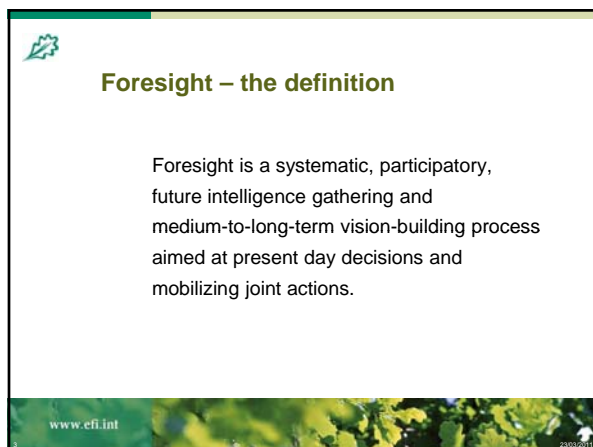 Foresight – the definition
Foresight is a systematic, participatory,
future intelligence gathering and
medium-to-long-term vision-building process
aimed at present day decisions and
mobilizing joint actions.
www.efi.int
3
23/03/2011